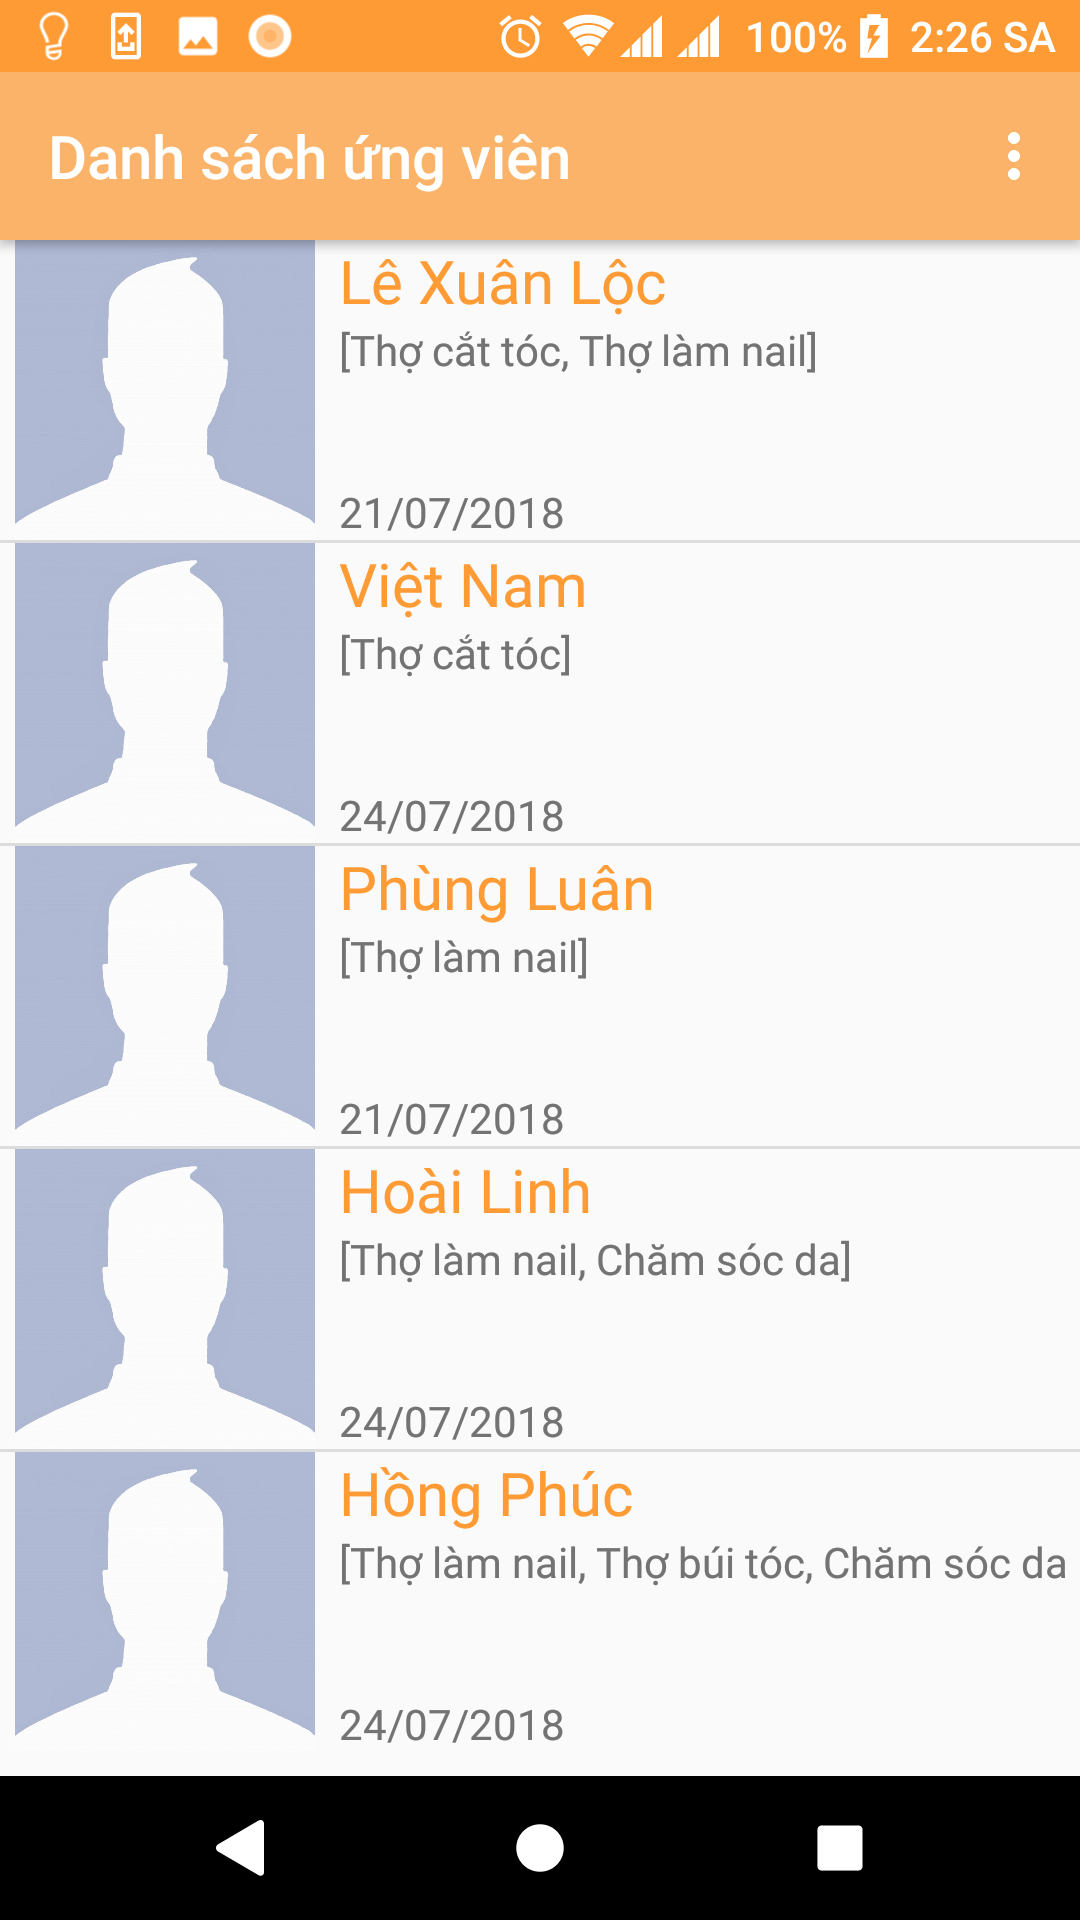 100% 2:26 SA
Danh sách ứng viên
Lê Xuân Lộc
[Thợ cắt tóc, Thợ làm nail]
21/07/2018
Việt Nam
[Thợ cắt tóc]
24/07/2018
Phùng Luân
[Thợ làm nail]
21/07/2018
Hoài Linh
[Thợ làm nail, Chăm sóc da]
24/07/2018
Hồng Phúc
[Thợ làm nail, Thợ búi tóc, Chăm sóc da
24/07/2018